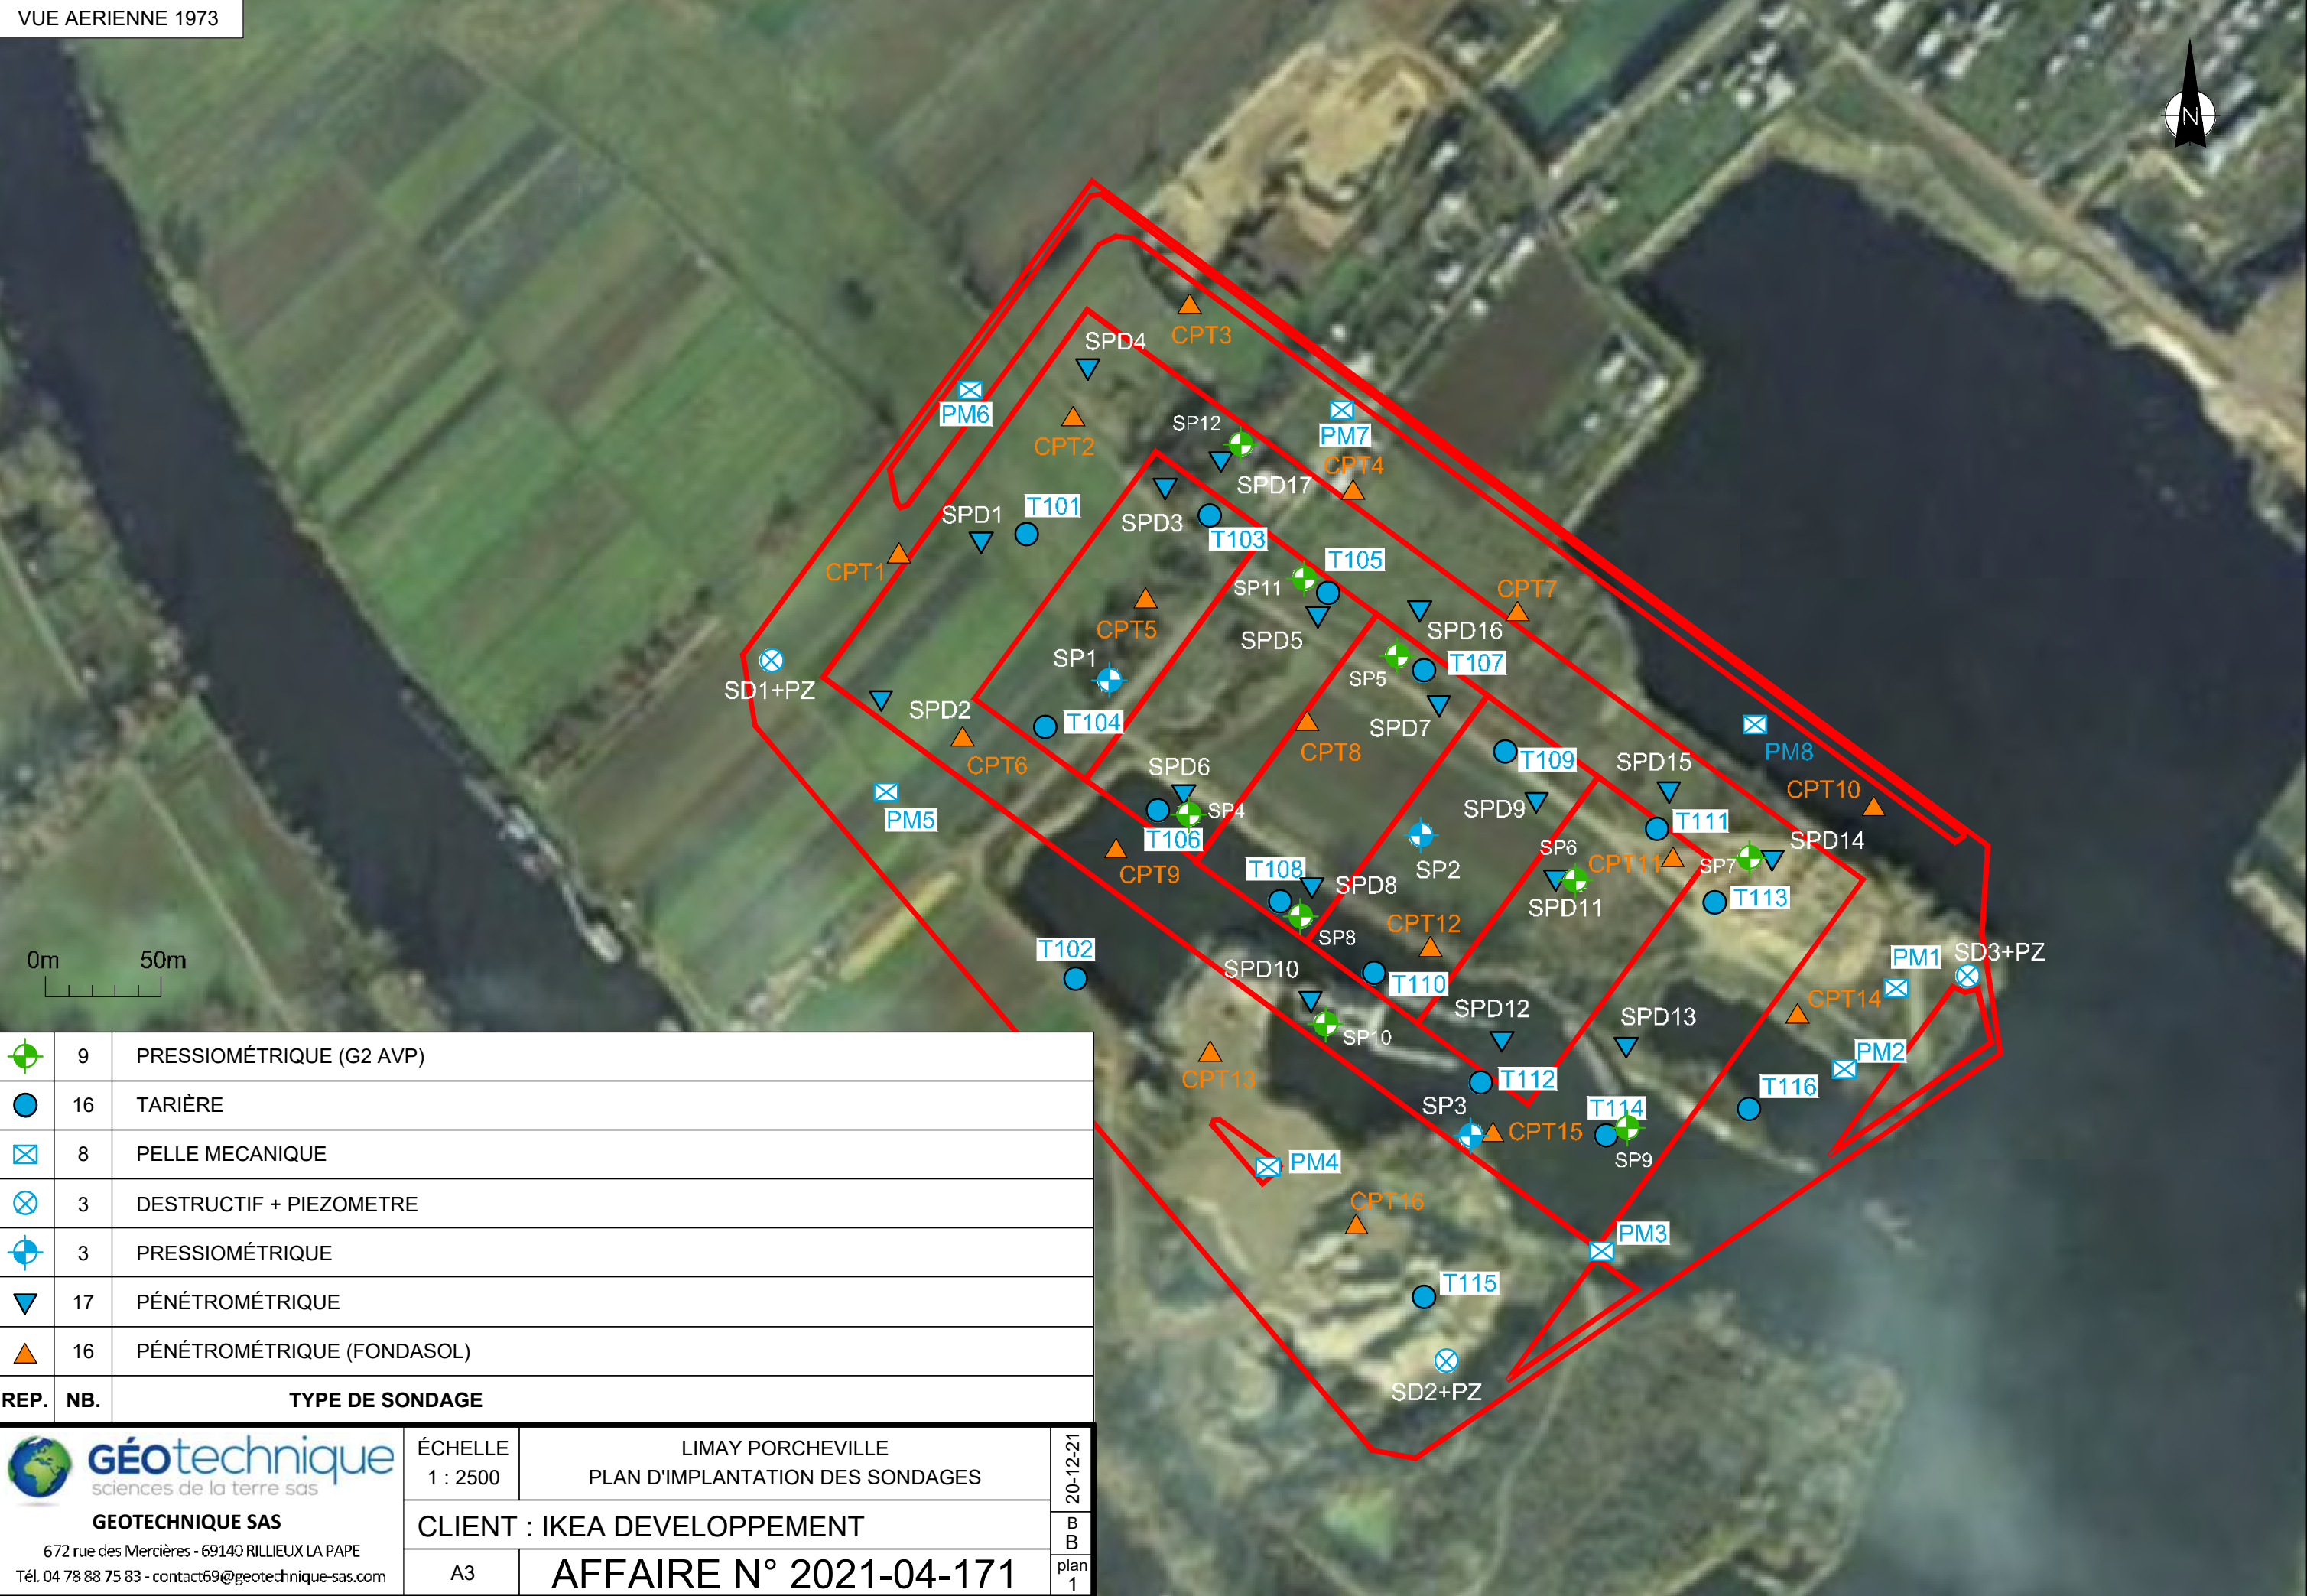 VUE AERIENNE 1973
N
CPT3
SPD4
PM6
CPT2
SP12
PM7
CPT4
SPD17
SPD1
T101
SPD3
T103
T105
CPT1
SP11
CPT7
CPT5
SPD5
SPD16
SP1
SP5
T107
SD1+PZ
SPD2
T104
SPD7
CPT8
PM8
CPT6
SPD6
T109
SPD15
CPT10
PM5
SP4
SPD9
T111
T106
SP2
SP6
CPT11
SP7
SPD14
CPT9
T108
SPD8
SPD11
T113
CPT12
SP8
T102
SPD10
T110
PM1
SD3+PZ
0m 50m
CPT14
SPD12
SPD13
SP10
PM2
CPT13
T112
T116
SP3
T114
CPT15
SP9
PM4
CPT16
PM3
T115
SD2+PZ
9 PRESSIOMÉTRIQUE (G2 AVP)
16 TARIÈRE
8 PELLE MECANIQUE
3 DESTRUCTIF + PIEZOMETRE
3 PRESSIOMÉTRIQUE
17 PÉNÉTROMÉTRIQUE
16 PÉNÉTROMÉTRIQUE (FONDASOL)
REP. NB. TYPE DE SONDAGE
GÉOtechnique
sciences de la terre sas
GEOTECHNIQUE SAS
672 rue des Mercières - 69140 RILLIEUX LA PAPE
Tél. 04 78 88 75 83 - contact69@geotechnique-sas.com
ÉCHELLE
1 : 2500
LIMAY PORCHEVILLE
PLAN D'IMPLANTATION DES SONDAGES
20-12-21
CLIENT : IKEA DEVELOPPEMENT
B
B
A3
AFFAIRE N° 2021-04-171
plan
1